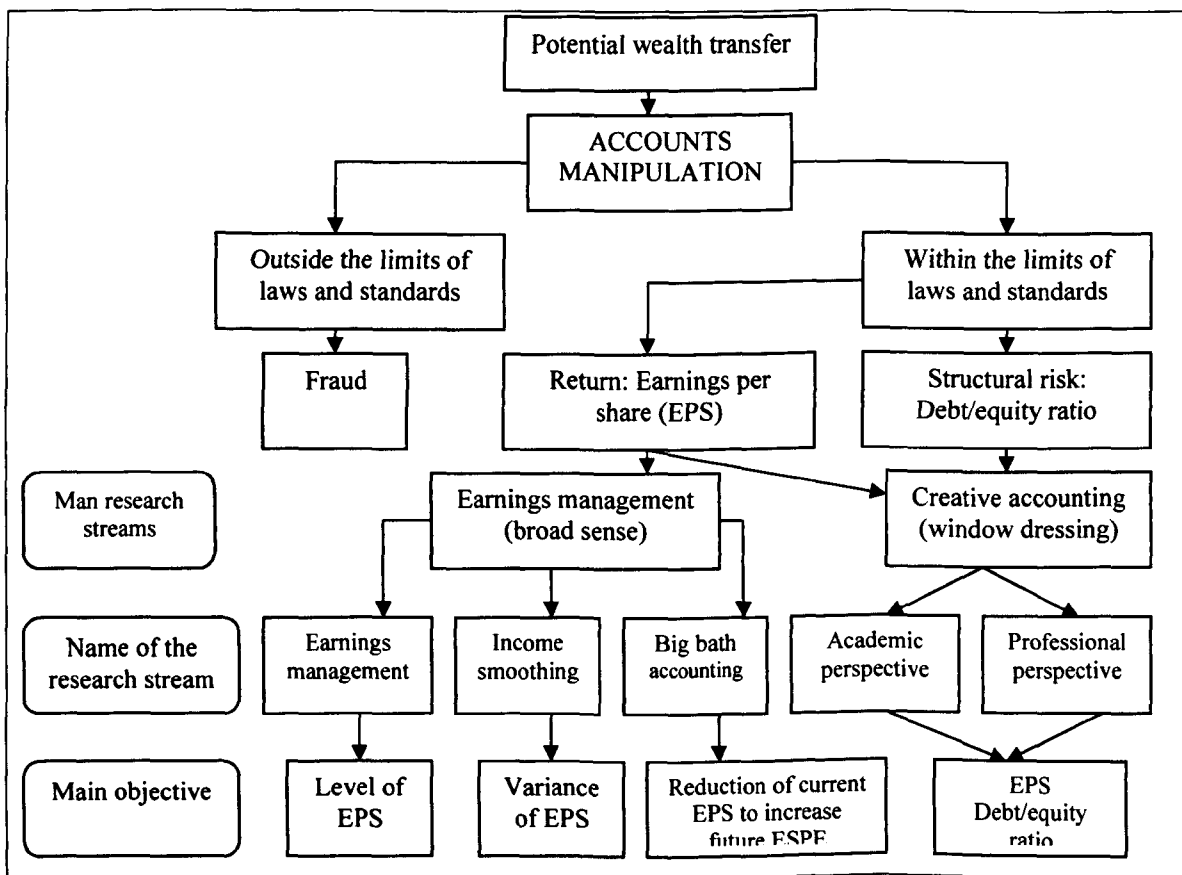 Potential wealth transfer
ACCOUNTS
MANIPULATION
Outside the limits of
laws and standards
Within the limits of
laws and standards
Fraud
Return: Earnings per
share (EPS)
Structural risk:
Debt/equity ratio
Man research
streams
Earnings management
(broad sense)
Creative accounting
(window dressing)
Name of the
research stream
Earnings
management
Income
smoothing
Big bath
accounting
Academic
perspective
Professional
perspective
Main objective
Level of
EPS
Variance
of EPS
Reduction of current
EPS to increase
future ESPE
EPS
Debt/equity
ratio